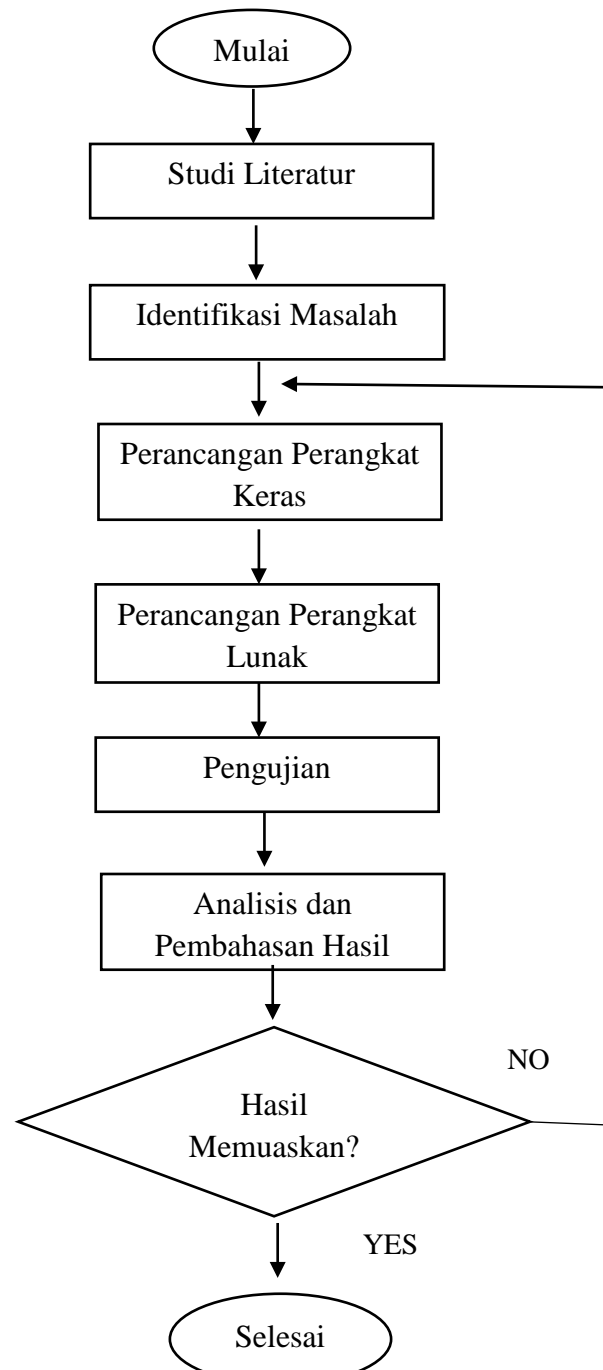 Mulai
Studi Literatur
Identifikasi Masalah
Perancangan Perangkat
Keras
Perancangan Perangkat
Lunak
Pengujian
Analisis dan
Pembahasan Hasil
NO
Hasil
Memuaskan?
YES
Selesai